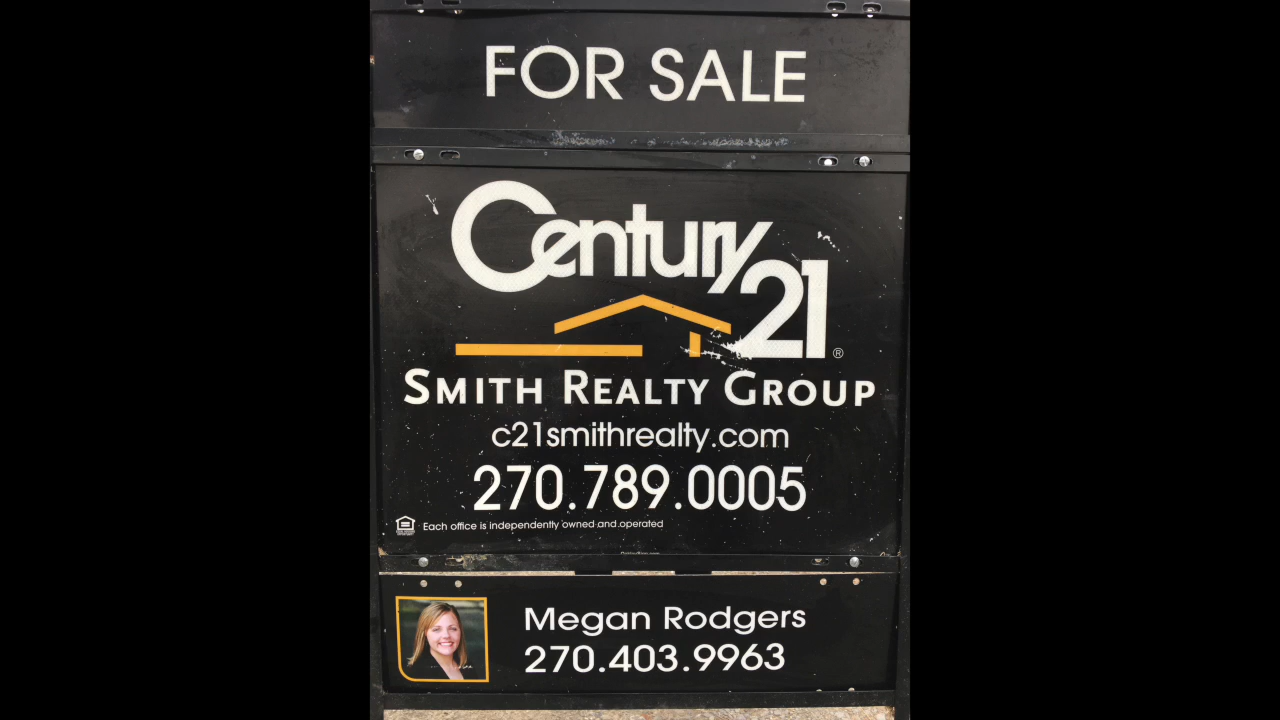 FOR SALE
Century 21®
SMITH REALTY GROUP
c21smithrealty.com
270.789.0005
Each office is independently owned and operated
Megan Rodgers
270.403.9963